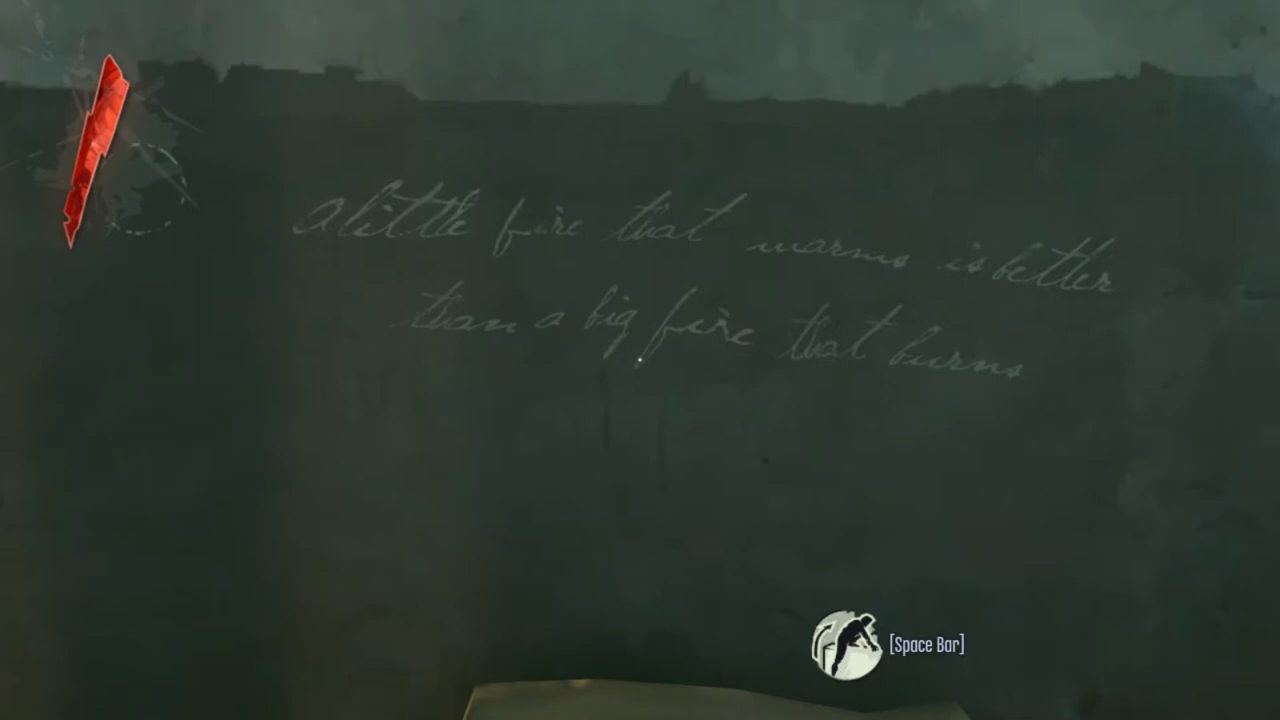 a little fire that warms is better
than a big fire that burns
[Space Bar]